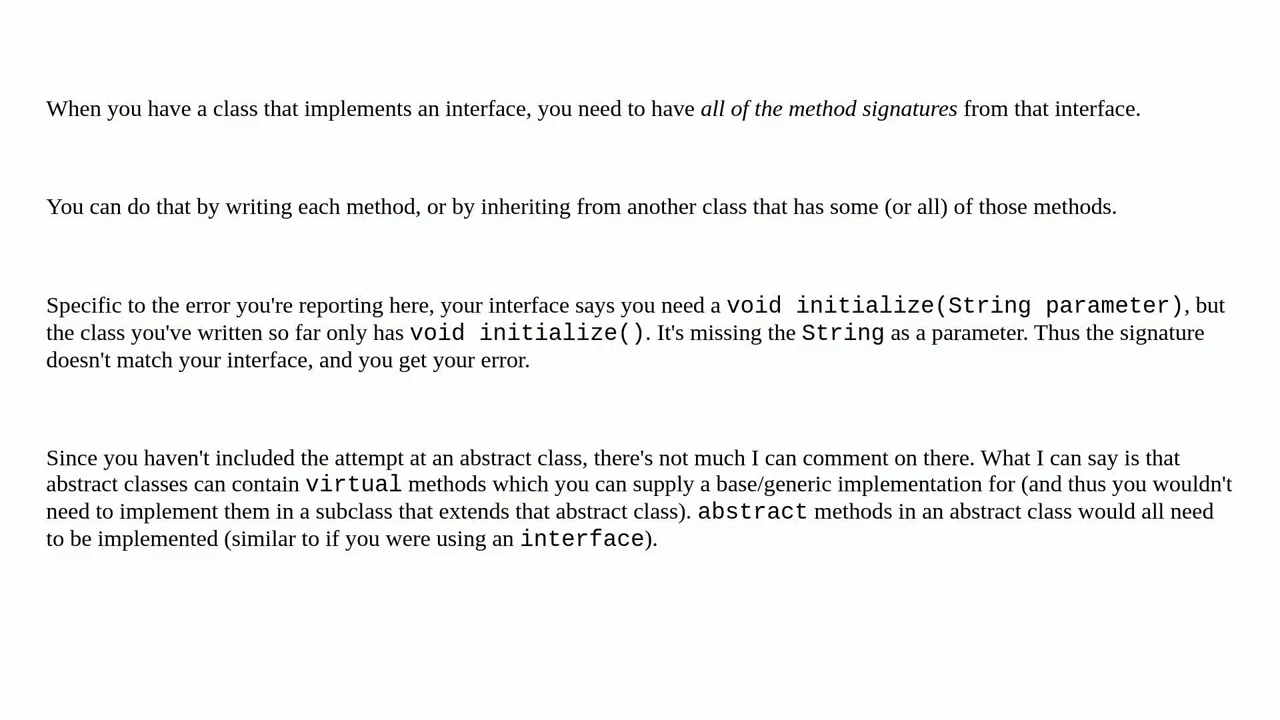 When you have a class that implements an interface, you need to have all of the method signatures from that interface.
You can do that by writing each method, or by inheriting from another class that has some (or all) of those methods.
Specific to the error you're reporting here, your interface says you need a void initialize(String parameter), but
the class you've written so far only has void initialize(). It's missing the String as a parameter. Thus the signature
doesn't match your interface, and you get your error.
Since you haven't included the attempt at an abstract class, there's not much I can comment on there. What I can say is that
abstract classes can contain virtual methods which you can supply a base/generic implementation for (and thus you wouldn't
need to implement them in a subclass that extends that abstract class). abstract methods in an abstract class would all need
to be implemented (similar to if you were using an interface).